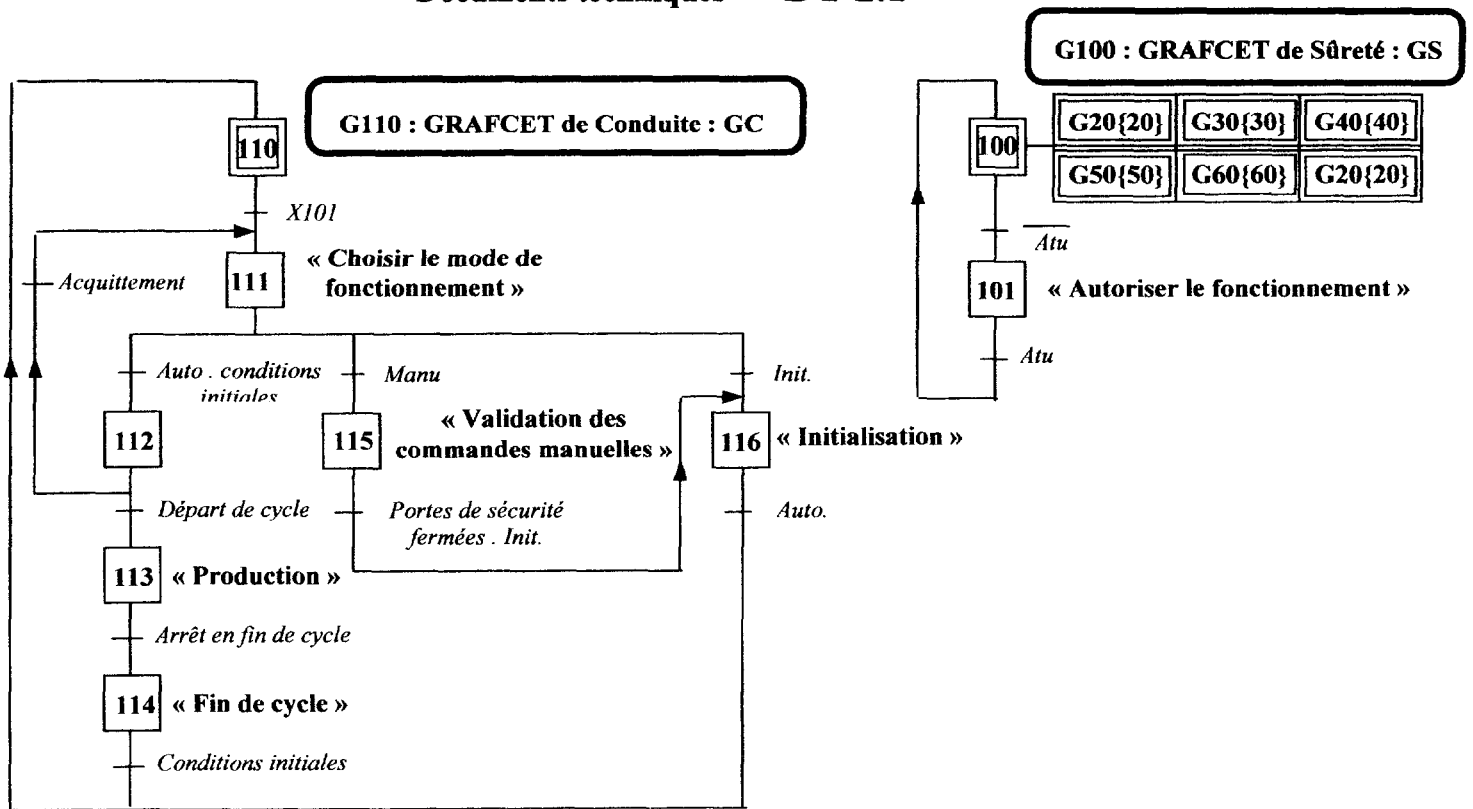 G100 : GRAFCET de Sûreté : GS
G110 : GRAFCET de Conduite : GC
110
X101
Acquittement
111
« Choisir le mode de
fonctionnement »
Auto . conditions
initiales
Manu
Init.
112
115
« Validation des
commandes manuelles »
116
« Initialisation »
Départ de cycle
Portes de sécurité
fermées . Init.
Auto.
113
« Production »
Arrêt en fin de cycle
114
« Fin de cycle »
Conditions initiales
100
G20{20}
G30{30}
G40{40}
G50{50}
G60{60}
G20{20}
Atu
101
« Autoriser le fonctionnement »
Atu